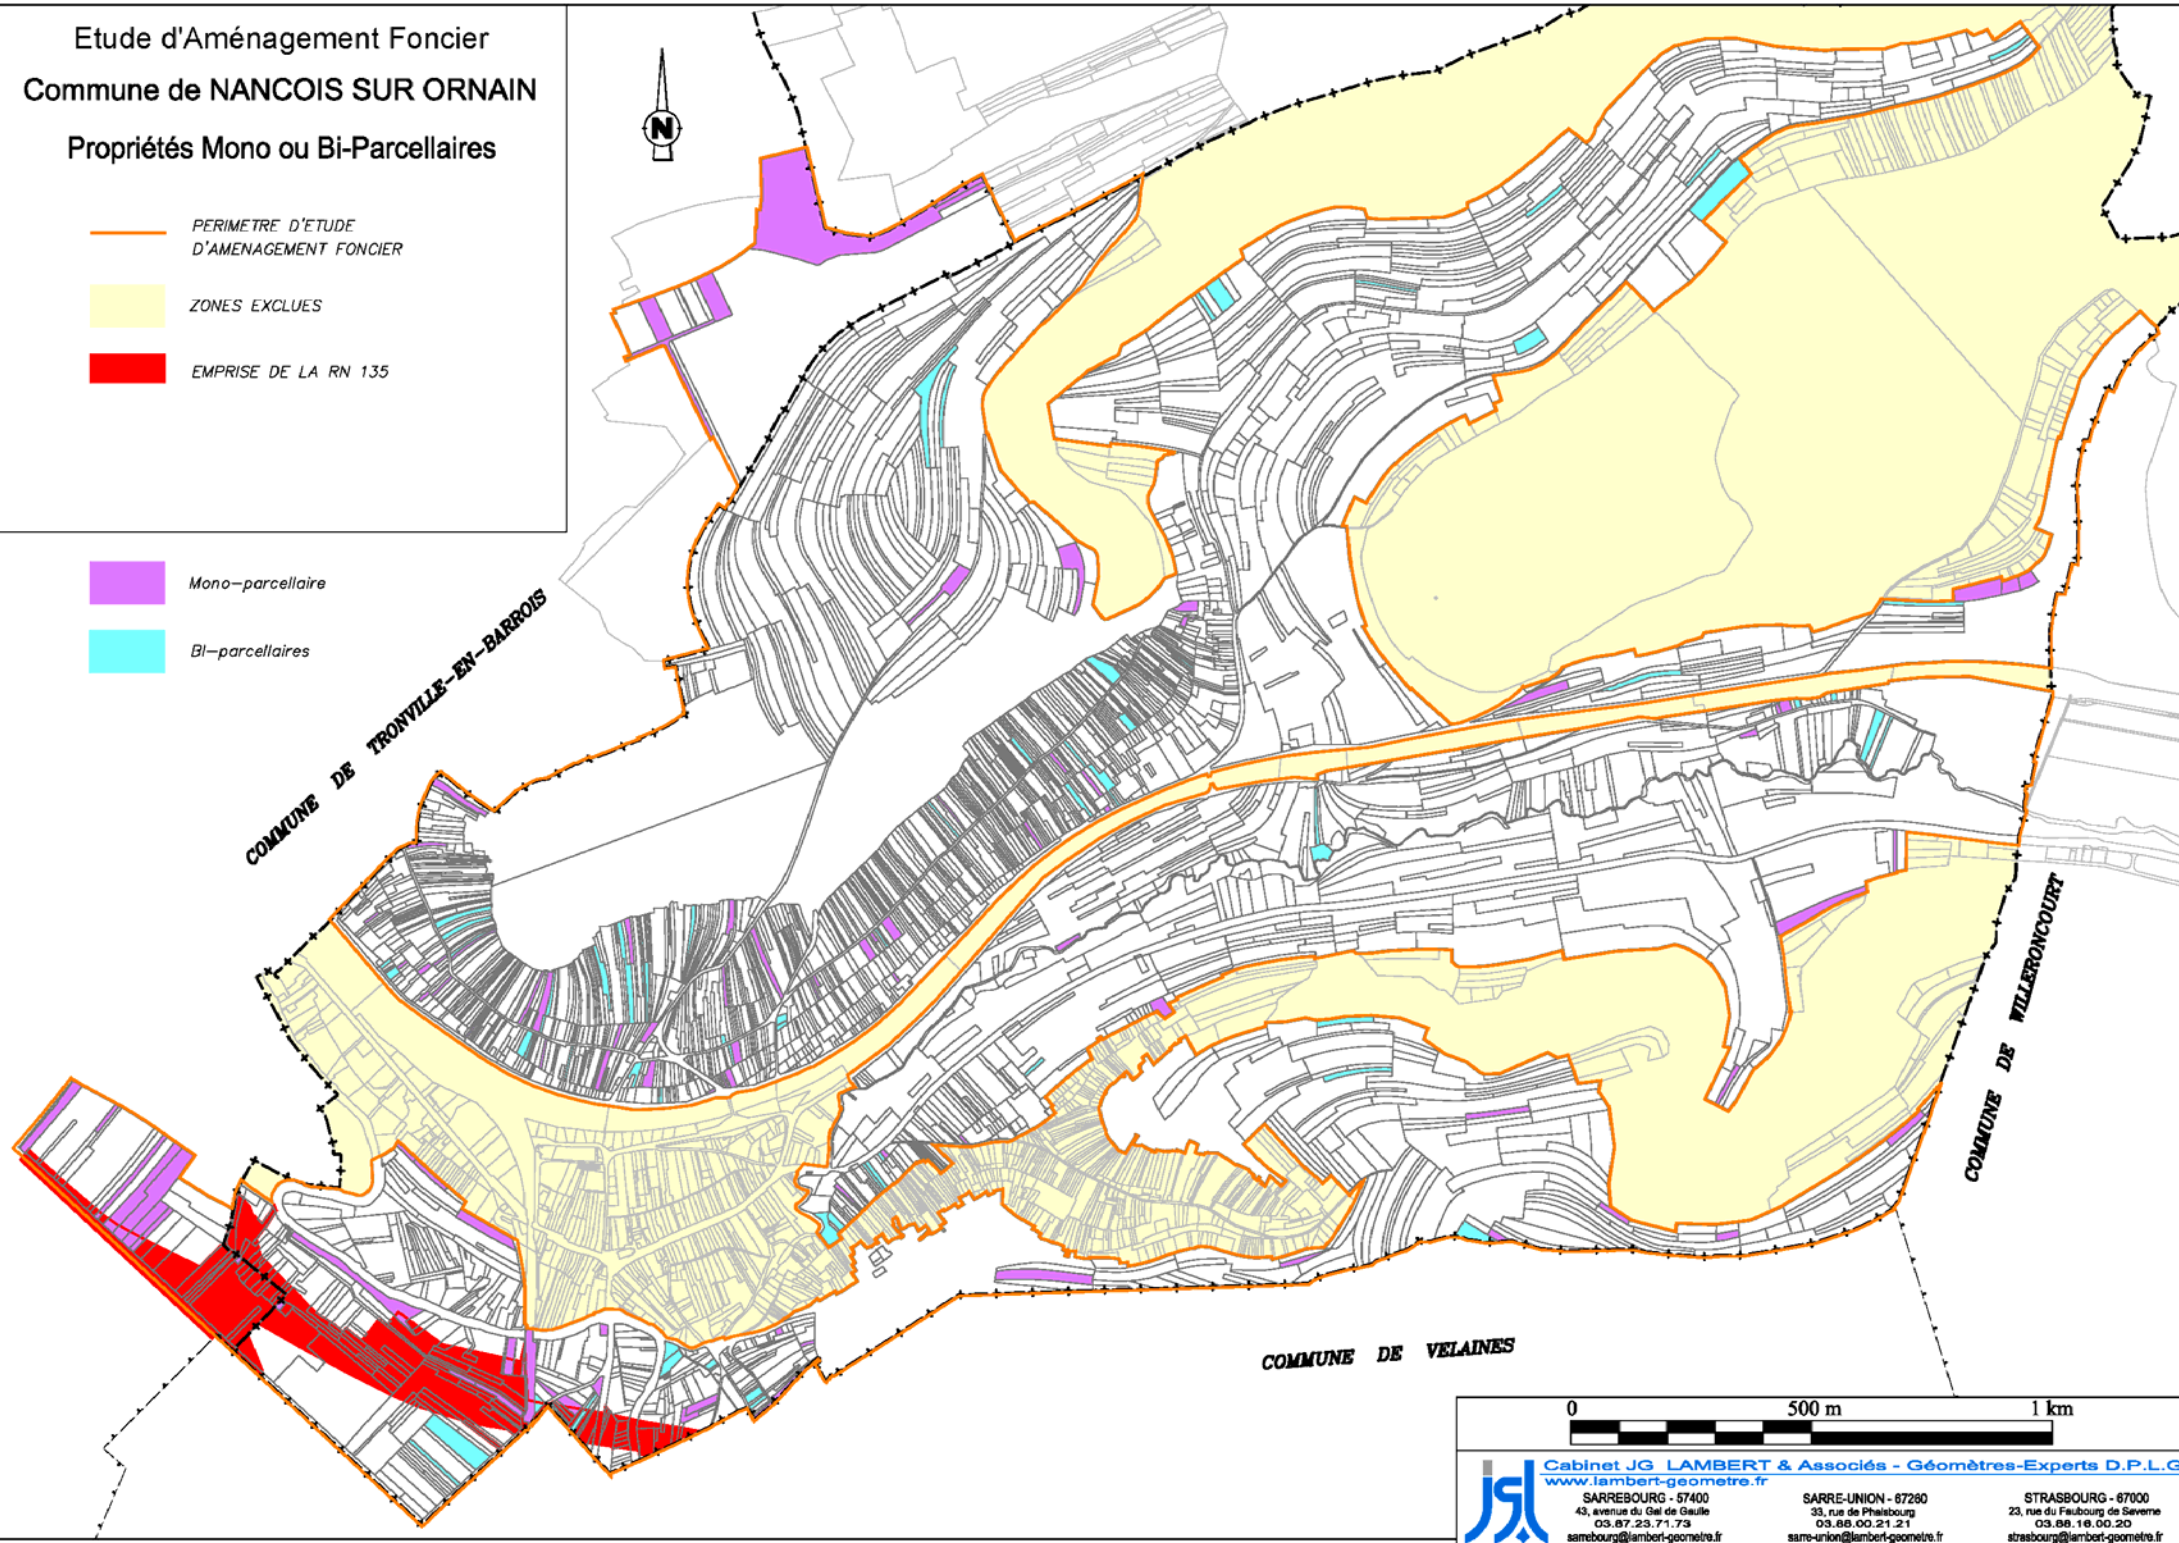 Etude d'Aménagement Foncier
Commune de NANCOIS SUR ORNAIN
Propriétés Mono ou Bi-Parcellaires
PERIMETRE D'ETUDE
D'AMENAGEMENT FONCIER
ZONES EXCLUES
EMPRISE DE LA RN 135
Mono-parcellaire
BI-parcellaires
N
COMMUNE DE TRONVILLE-EN-BARROIS
COMMUNE DE WILLERONCOURT
COMMUNE DE VELAINES
0 500 m 1 km
Cabinet JG LAMBERT & Associés - Géomètres-Experts D.P.L.G
www.lambert-geometre.fr
SARREBOURG - 57400
43, avenue du Gal de Gaulle
03.87.23.71.73
sarrebourg@lambert-geometre.fr
SARRE-UNION - 67260
33, rue de Phalsbourg
03.88.00.21.21
sarre-union@lambert-geometre.fr
STRASBOURG - 67000
23, rue du Faubourg de Saverne
03.88.16.00.20
strasbourg@lambert-geometre.fr